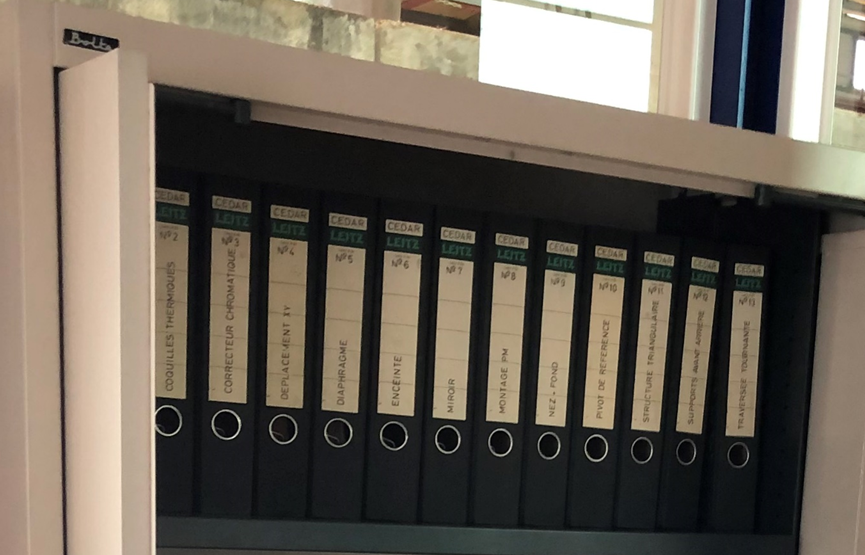 Bolts
CEDAR
LEITZ
Nº2
COQUILLES THERMIQUES
CEDAR
LEITZ
Nº3
CORRECTEUR CHROMATIQUE
CEDAR
LEITZ
Nº4
DEPLACEMENT XY
CEDAR
LEITZ
Nº5
DIAPHRAGME
CEDAR
LEITZ
Nº6
ENCEINTE
CEDAR
LEITZ
Nº7
MIROIR
CEDAR
LEITZ
Nº8
MONTAGE PM
CEDAR
LEITZ
Nº9
NEZ - FOND
CEDAR
LEITZ
Nº10
PIVOT DE REFERENCE
CEDAR
LEITZ
Nº11
STRUCTURE TRIANGULAIRE
CEDAR
LEITZ
Nº12
SUPPORTS AVANT ARRIERE
CEDAR
LEITZ
Nº13
TRAVERSEE TOURNANTE